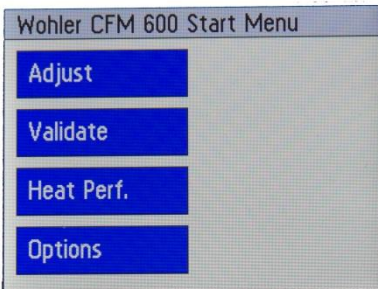 Wohler CFM 600 Start Menu
Adjust
Validate
Heat Perf.
Options